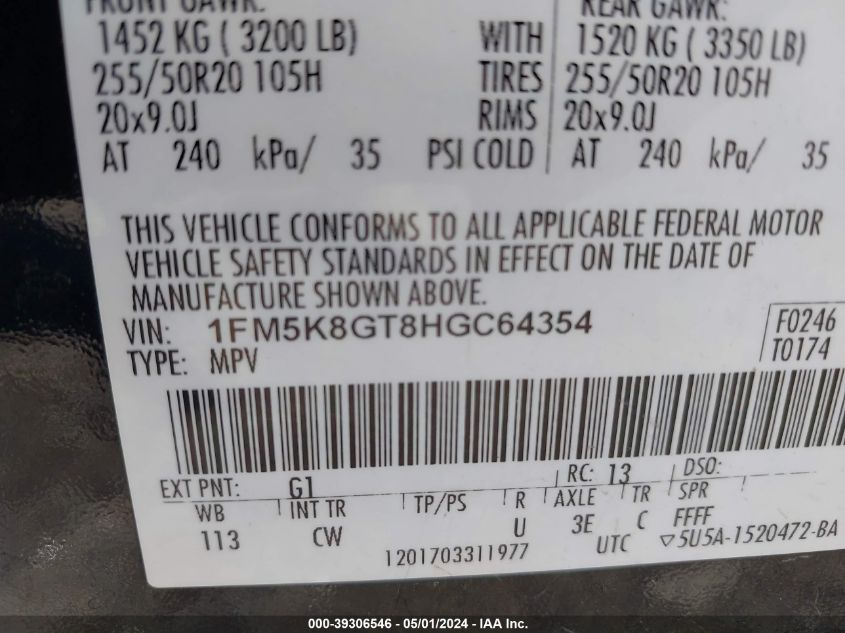 FRONT GAWR: REAR GAWR:
1452 KG ( 3200 LB) WITH 1520 KG ( 3350 LB)
255/50R20 105H TIRES 255/50R20 105H
20x9.0J RIMS 20x9.0J
AT 240 kPa/ 35 PSI COLD AT 240 kPa/ 35
THIS VEHICLE CONFORMS TO ALL APPLICABLE FEDERAL MOTOR
VEHICLE SAFETY STANDARDS IN EFFECT ON THE DATE OF
MANUFACTURE SHOWN ABOVE.
VIN: 1FM5K8GT8HGC64354 F0246
TYPE: MPV T0174
EXT PNT: G1 RC: 13 DSO:
WB INT TR TP/PS R AXLE TR SPR
113 CW U 3E C FFFF
1201703311977 UTC ▽5U5A-1520472-BA
000-39306546 / 05/01/2024 - IAA Inc.